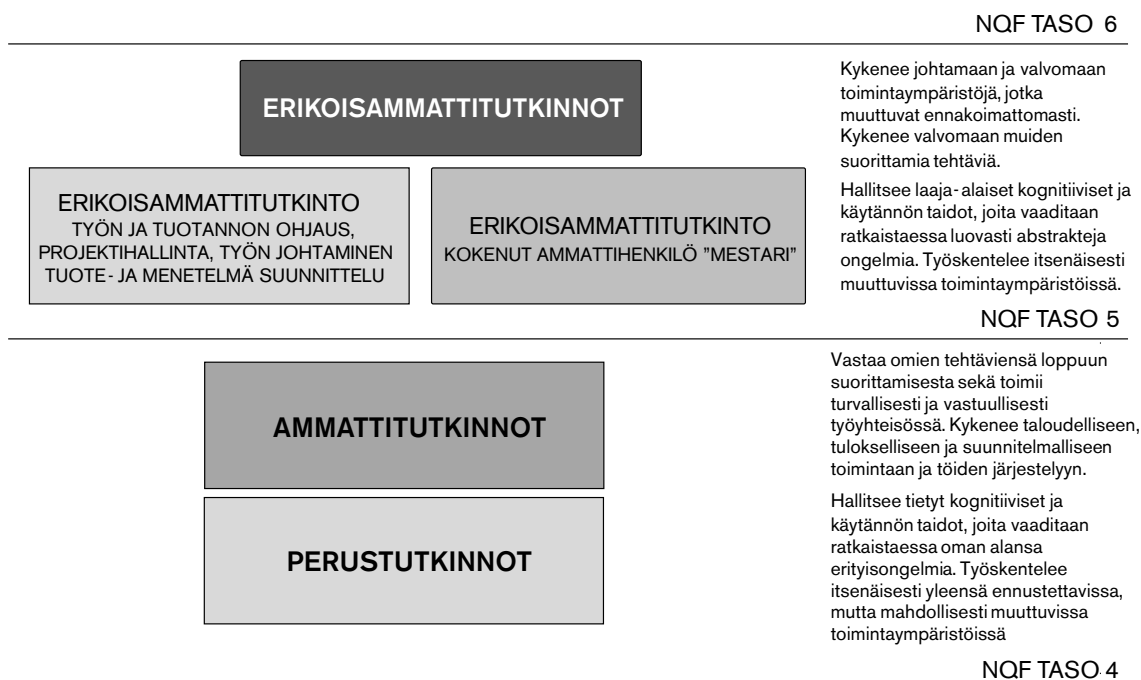 NQF TASO 6
ERIKOISAMMATTITUTKINNOT
ERIKOISAMMATTITUTKINTO
TYÖN JA TUOTANNON OHJAUS,
PROJEKTIHALLINTA, TYÖN JOHTAMINEN
TUOTE- JA MENETELMÄ SUUNNITTELU
ERIKOISAMMATTITUTKINTO
KOKENUT AMMATTIHENKILÖ ”MESTARI”
Kykenee johtamaan ja valvomaan
toimintaympäristöjä, jotka
muuttuvat ennakoimattomasti.
Kykenee valvomaan muiden
suorittamia tehtäviä.
Hallitsee laaja-alaiset kognitiiviset ja
käytännön taidot, joita vaaditaan
ratkaistaessa luovasti abstrakteja
ongelmia. Työskentelee itsenäisesti
muuttuvissa toimintaympäristöissä.
NQF TASO 5
AMMATTITUTKINNOT
PERUSTUTKINNOT
Vastaa omien tehtäviensä loppuun
suorittamisesta sekä toimii
turvallisesti ja vastuullisesti
työyhteisössä. Kykenee taloudelliseen,
tulokselliseen ja suunnitelmalliseen
toimintaan ja töiden järjestelyyn.
Hallitsee tietyt kognitiiviset ja
käytännön taidot, joita vaaditaan
ratkaistaessa oman alansa
erityisongelmia. Työskentelee
itsenäisesti yleensä ennustettavissa,
mutta mahdollisesti muuttuvissa
toimintaympäristöissä
NQF TASO 4